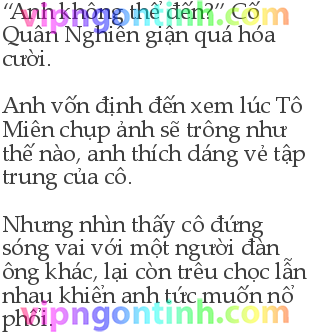 “Anh không thể đến?” Cố
Quân Nghiên giận quá hóa
cười.
Anh vốn định đến xem lúc Tô
Miên chụp ảnh sẽ trông như
thế nào, anh thích dáng vẻ tập
trung của cô.
Nhưng nhìn thấy cô đứng
sóng vai với một người đàn
ông khác, lại còn trêu chọc lẫn
nhau khiến anh tức muốn nổ
phổi.
vipngontinh.com
vipngontinh.com